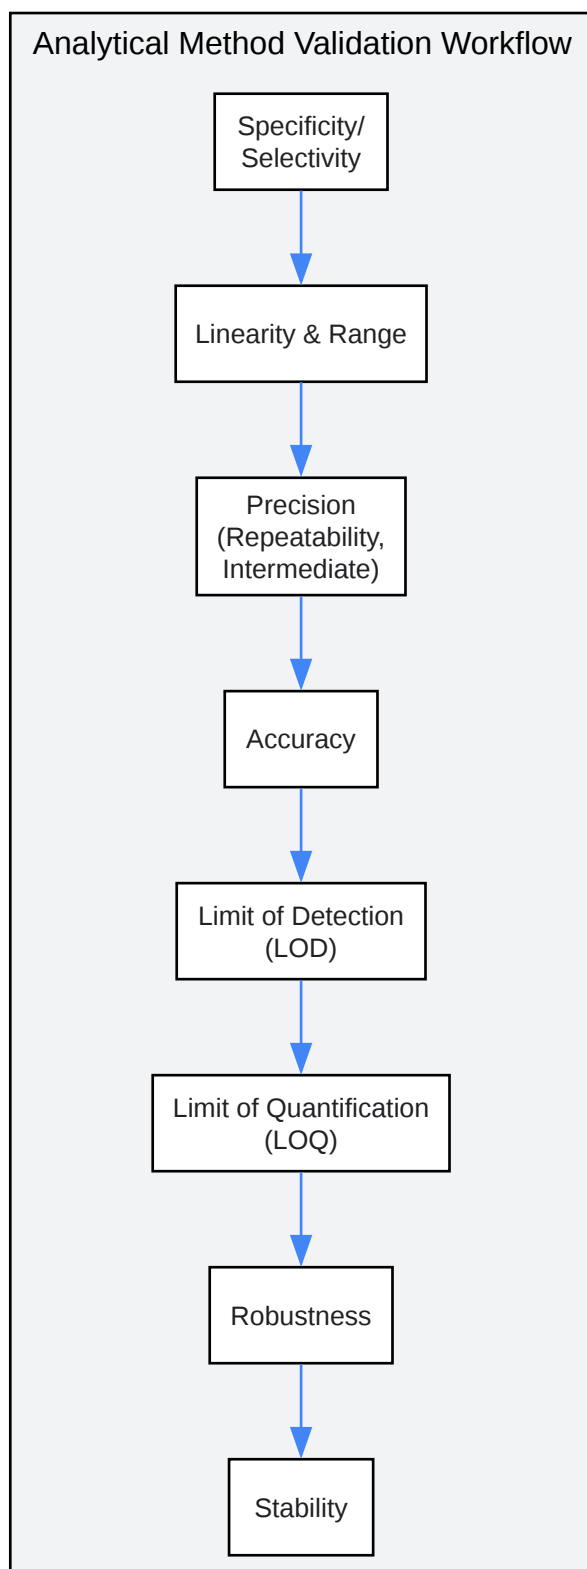 Analytical Method Validation Workflow
Specificity/
Selectivity
Linearity & Range
Precision
(Repeatability,
Intermediate)
Accuracy
Limit of Detection
(LOD)
Limit of Quantification
(LOQ)
Robustness
Stability